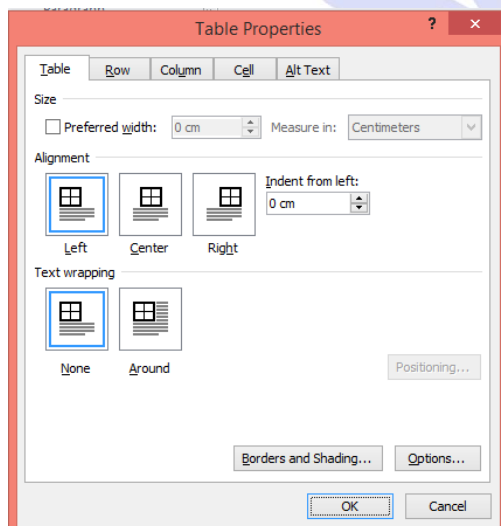 Table Properties ?
Table Row Column Cell Alt Text
Size
Preferred width: 0 cm Measure in: Centimeters
Alignment
Indent from left:
0 cm
Left Center Right
Text wrapping
None Around
Positioning...
Borders and Shading... Options...
OK Cancel